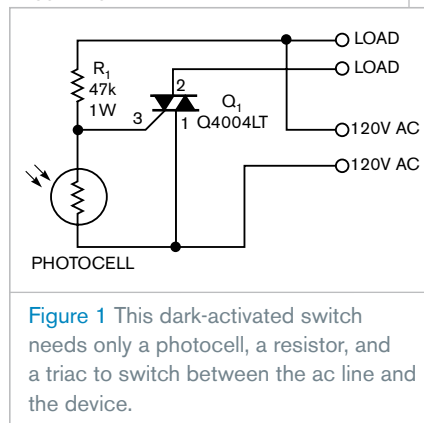 LOAD
LOAD
R1
47k
1W
2
Q1
3
1
Q4004LT
120V AC
120V AC
PHOTOCELL
Figure 1 This dark-activated switch
needs only a photocell, a resistor, and
a triac to switch between the ac line and
the device.